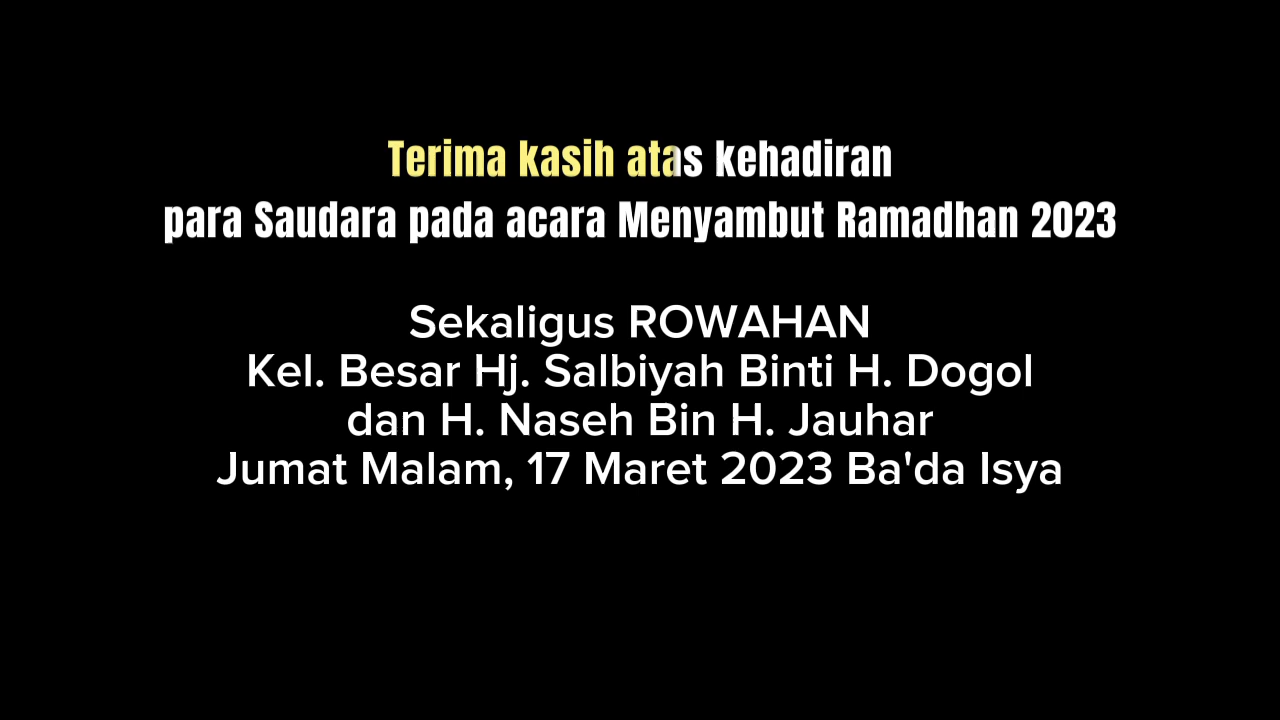 Terima kasih atas kehadiran
para Saudara pada acara Menyambut Ramadhan 2023
Sekaligus ROWAHAN
Kel. Besar Hj. Salbiyah Binti H. Dogol
dan H. Naseh Bin H. Jauhar
Jumat Malam, 17 Maret 2023 Ba'da Isya